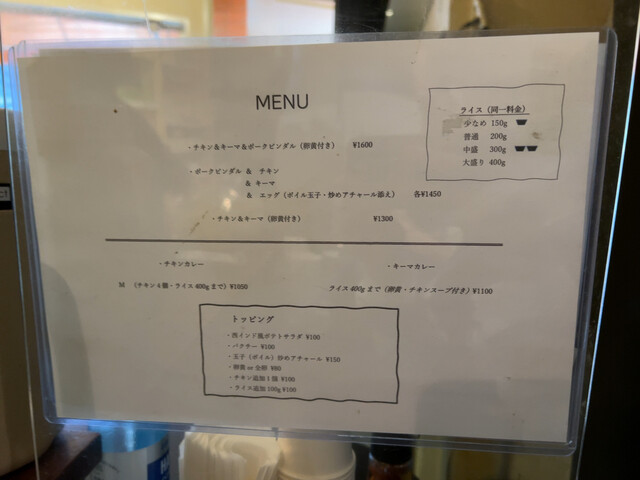 MENU
・チキン＆キーマ＆ポークビンダル（卵黄付き） ¥1600
・ポークビンダル ＆ チキン
＆ キーマ
＆ エッグ（ボイル玉子・炒めアチャール添え） 各¥1450
・チキン＆キーマ（卵黄付き） ¥1300
ライス（同一料金）
少なめ 150g
普通 200g
中盛 300g
大盛り 400g
・チキンカレー
M （チキン4個・ライス400gまで）¥1050
・キーマカレー
ライス400gまで（卵黄・チキンスープ付き）¥1100
トッピング
・西インド風ポテトサラダ ¥100
・パクチー ¥100
・玉子（ボイル）炒めアチャール ¥150
・卵黄 or 全卵 ¥80
・チキン追加1個 ¥100
・ライス追加100g ¥100